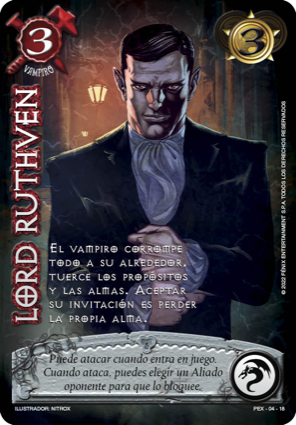 3
3
VAMPIRO
LORD RUTHVEN
EL VAMPIRO CORROMPE
TODO A SU ALREDEDOR,
TUERCE LOS PROPÓSITOS
Y LAS ALMAS. ACEPTAR
SU INVITACIÓN ES PERDER
LA PROPIA ALMA.
© 2022 FÉNIX ENTERTAINMENT S.P.A. TODOS LOS DERECHOS RESERVADOS
Puede atacar cuando entra en juego.
Cuando ataca, puedes elegir un Aliado
oponente para que lo bloquee.
ILUSTRADOR: NITROX
PEX - 04 - 18